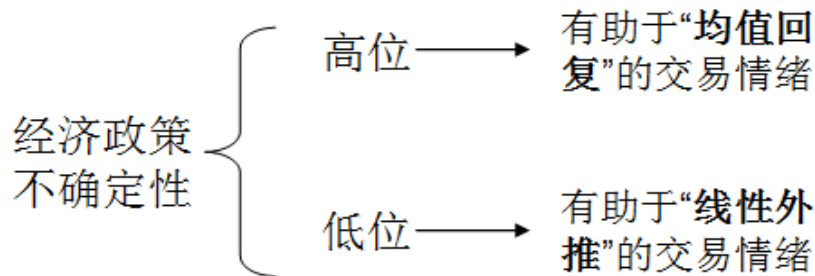 经济政策
不确定性
高位
有助于“均值回
复”的交易情绪
低位
有助于“线性外
推”的交易情绪